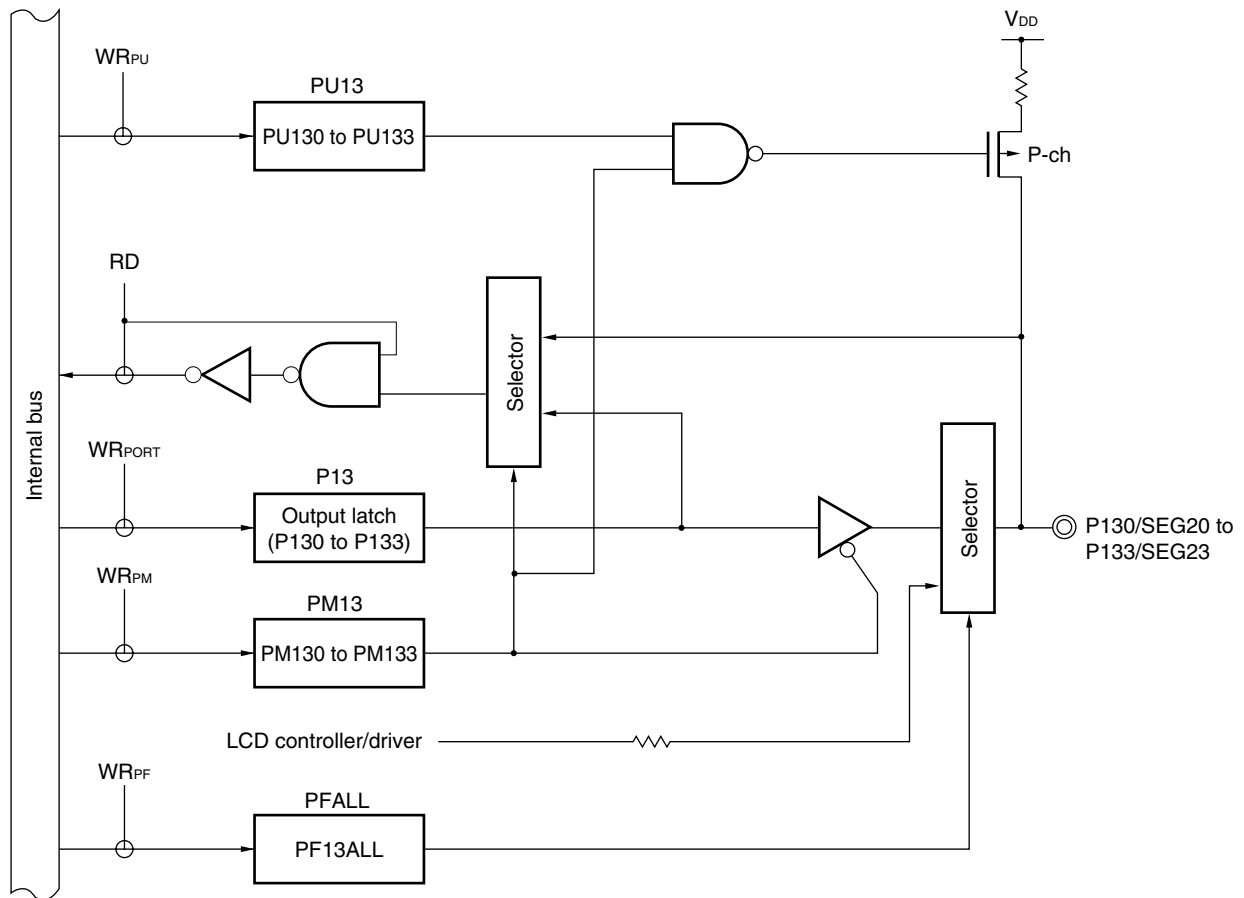 VDD
WRPU
PU13
PU130 to PU133
P-ch
RD
Selector
Internal bus
WRPORT
P13
Output latch
(P130 to P133)
Selector
P130/SEG20 to
P133/SEG23
WRPM
PM13
PM130 to PM133
LCD controller/driver
WRPF
PFALL
PF13ALL